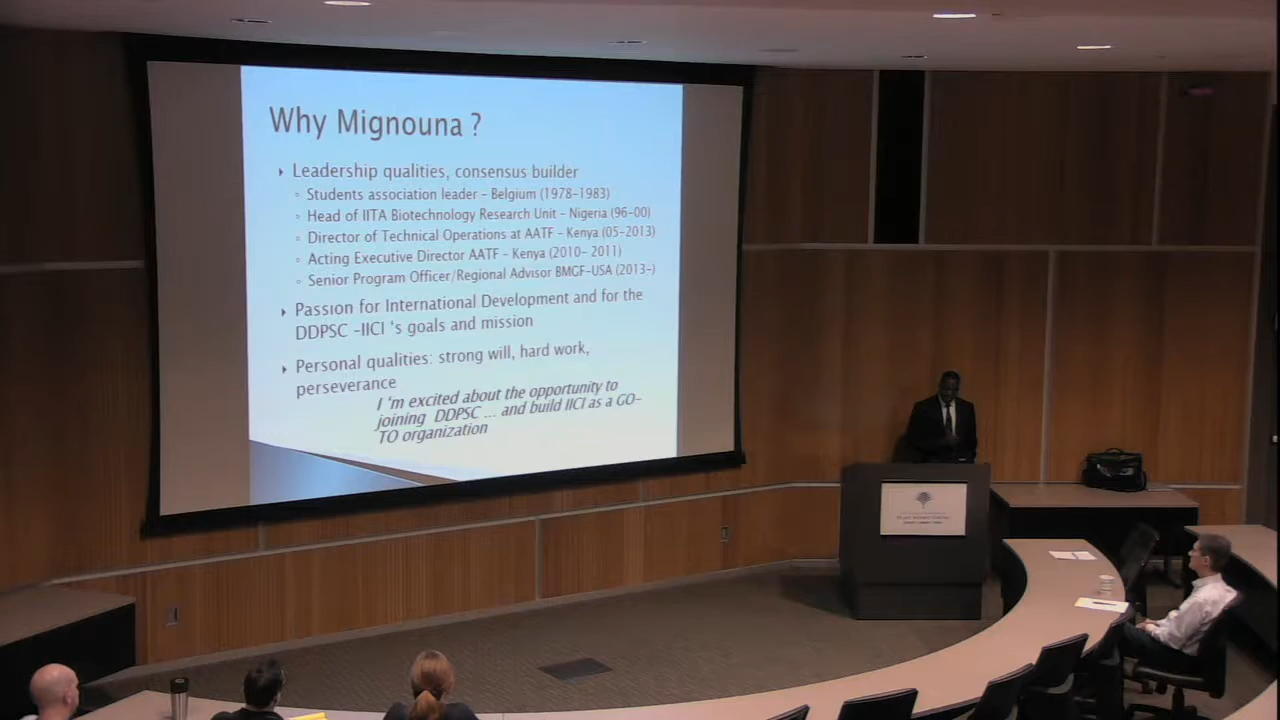 Why Mignouna ?
Leadership qualities, consensus builder
Students association leader - Belgium (1978-1983)
Head of IITA Biotechnology Research Unit - Nigeria (96-00)
Director of Technical Operations at AATF - Kenya (05-2013)
Acting Executive Director AATF - Kenya (2010- 2011)
Senior Program Officer/Regional Advisor BMGF-USA (2013-)
Passion for International Development and for the
DDPSC -IICI 's goals and mission
Personal qualities: strong will, hard work,
perseverance
I 'm excited about the opportunity to
joining DDPSC ... and build IICI as a GO-
TO organization